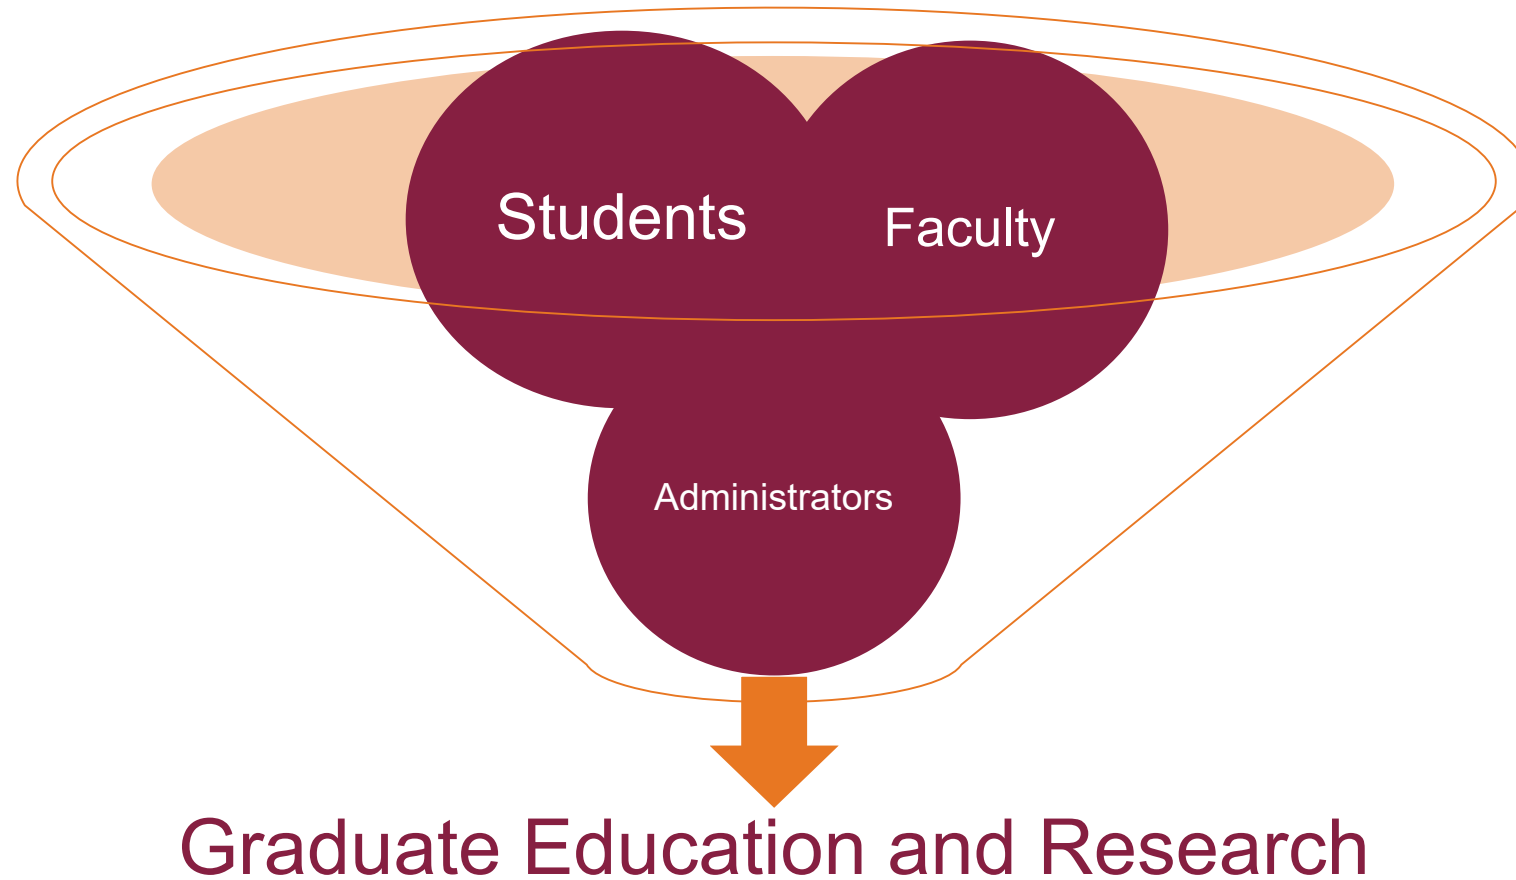 Students
Faculty
Administrators
Graduate Education and Research